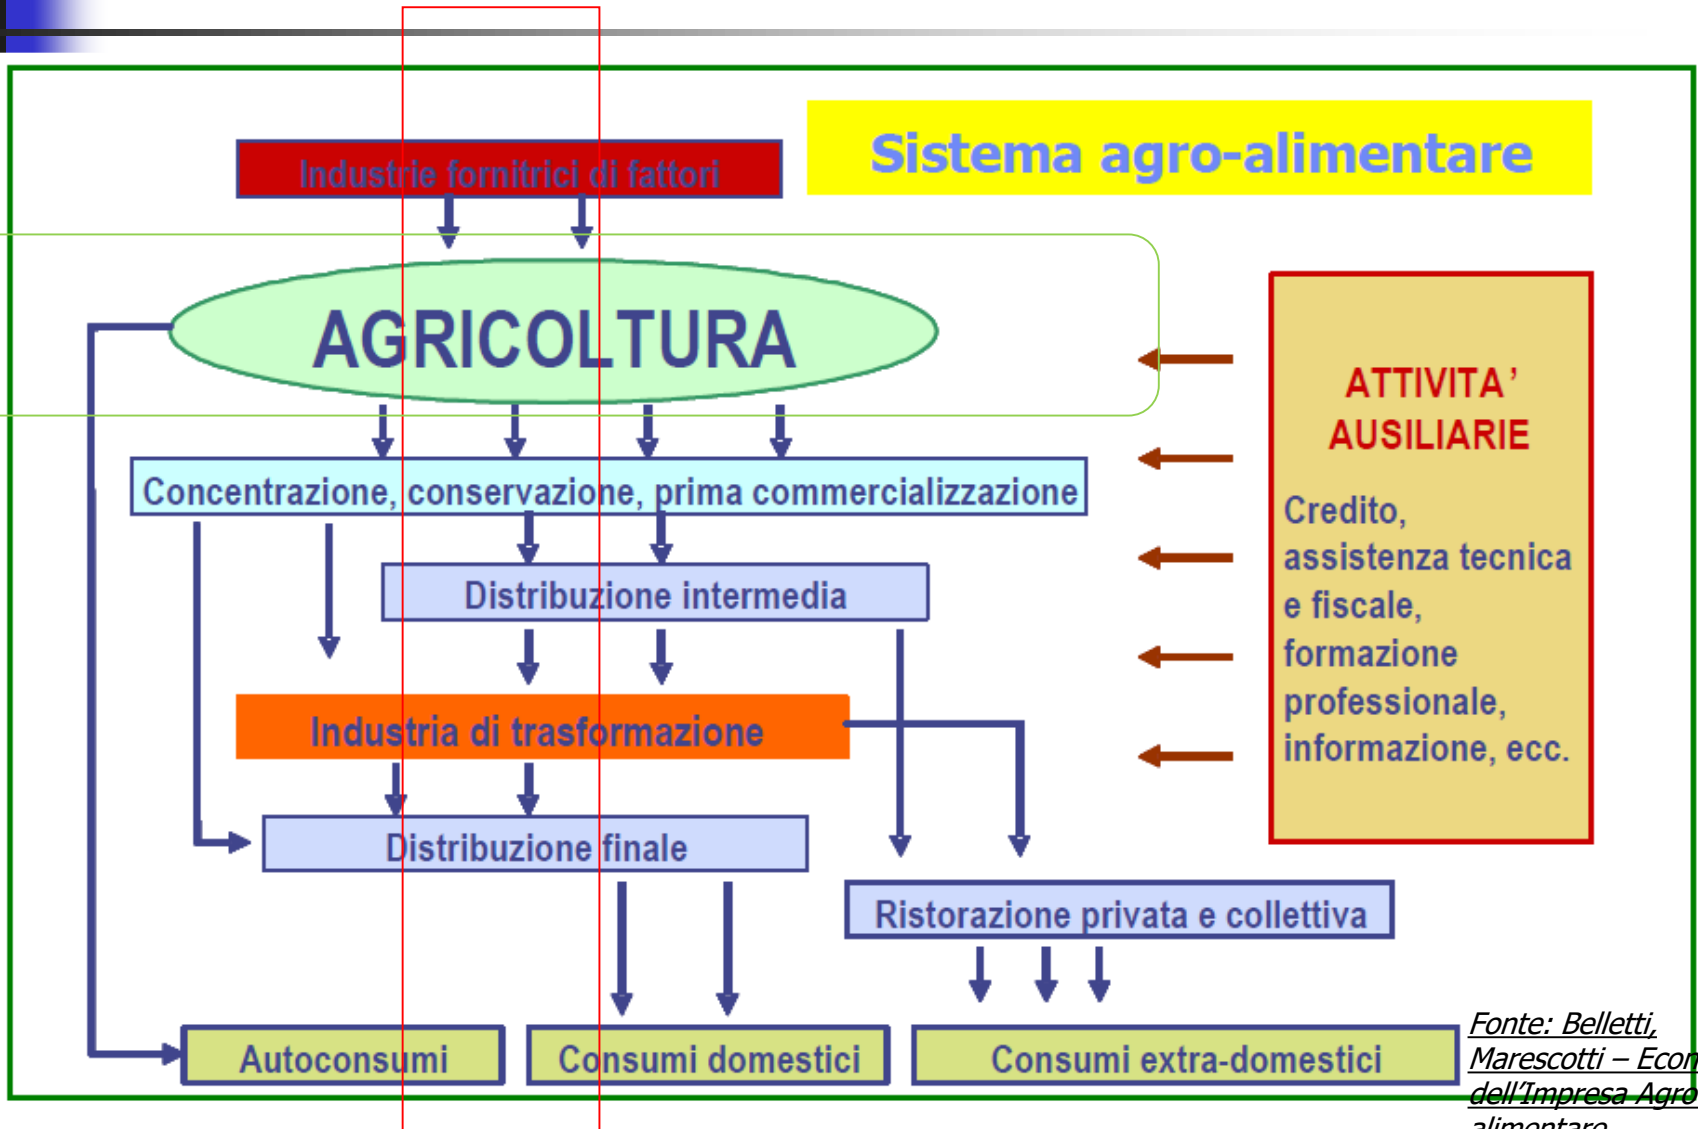 Sistema agro-alimentare
Industrie fornitrici di fattori
AGRICOLTURA
Concentrazione, conservazione, prima commercializzazione
Distribuzione intermedia
Industria di trasformazione
Distribuzione finale
Ristorazione privata e collettiva
Autoconsumi
Consumi domestici
Consumi extra-domestici
ATTIVITA'
AUSILIARIE
Credito,
assistenza tecnica
e fiscale,
formazione
professionale,
informazione, ecc.
Fonte: Belletti,
Marescotti – Econ
dell'Impresa Agro
alimentare